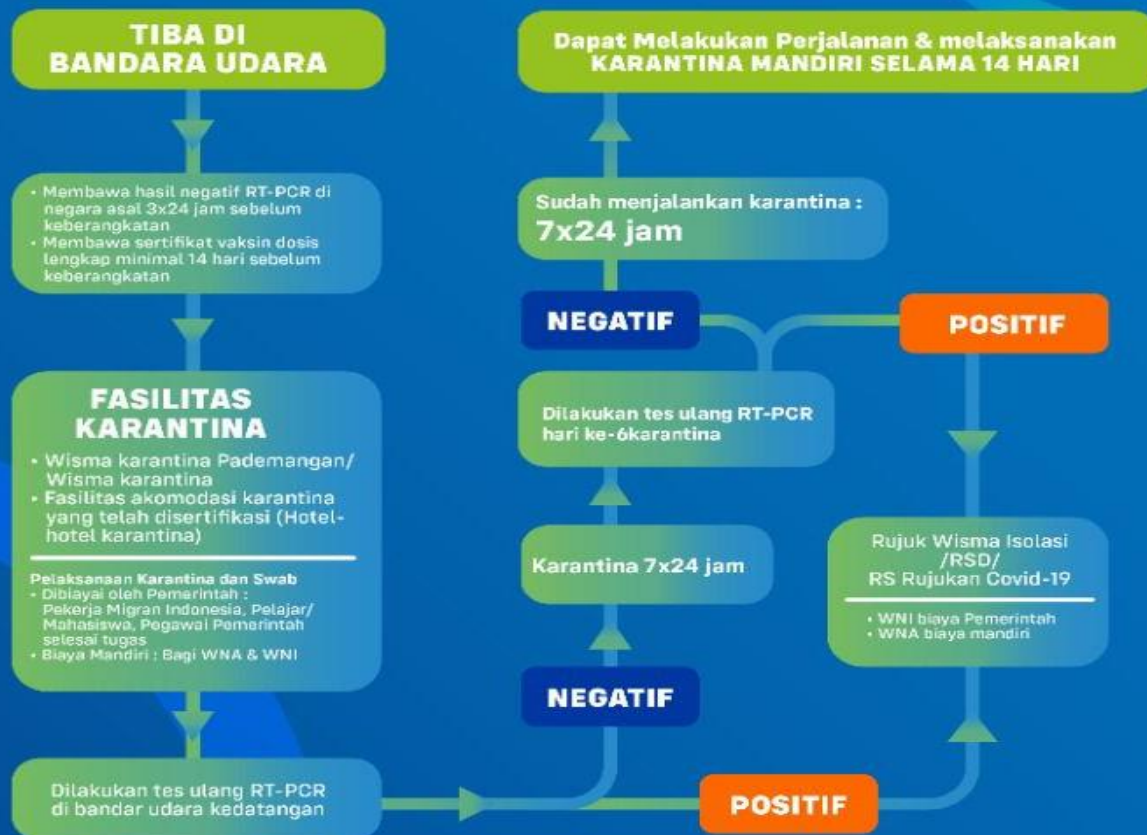 TIBA DI
BANDARA UDARA
• Membawa hasil negatif RT-PCR di
negara asal 3x24 jam sebelum
keberangkatan
• Membawa sertifikat vaksin dosis
lengkap minimal 14 hari sebelum
keberangkatan
FASILITAS
KARANTINA
• Wisma karantina Pademangan/
Wisma karantina
• Fasilitas akomodasi karantina
yang telah disertifikasi (Hotel-
hotel karantina)
Pelaksanaan Karantina dan Swab
• Dibiayai oleh Pemerintah :
Pekerja Migran Indonesia, Pelajar/
Mahasiswa, Pegawai Pemerintah
selesai tugas
• Biaya Mandiri : Bagi WNA & WNI
Dilakukan tes ulang RT-PCR
di bandar udara kedatangan
POSITIF
NEGATIF
Karantina 7x24 jam
Dilakukan tes ulang RT-PCR
hari ke-6karantina
NEGATIF
POSITIF
Sudah menjalankan karantina :
7x24 jam
Dapat Melakukan Perjalanan & melaksanakan
KARANTINA MANDIRI SELAMA 14 HARI
Rujuk Wisma Isolasi
/RSD/
RS Rujukan Covid-19
• WNI biaya Pemerintah
• WNA biaya mandiri